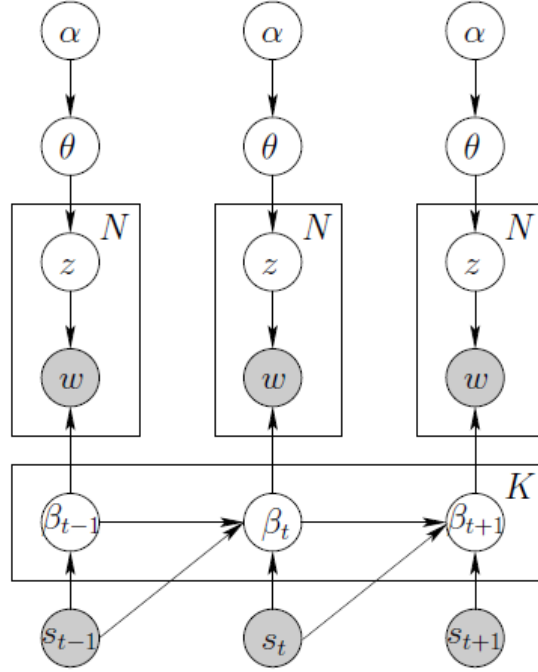 α α α
θ θ θ
N N N
z z z
w w w
K
β_{t−1} β_t β_{t+1}
s_{t−1} s_t s_{t+1}